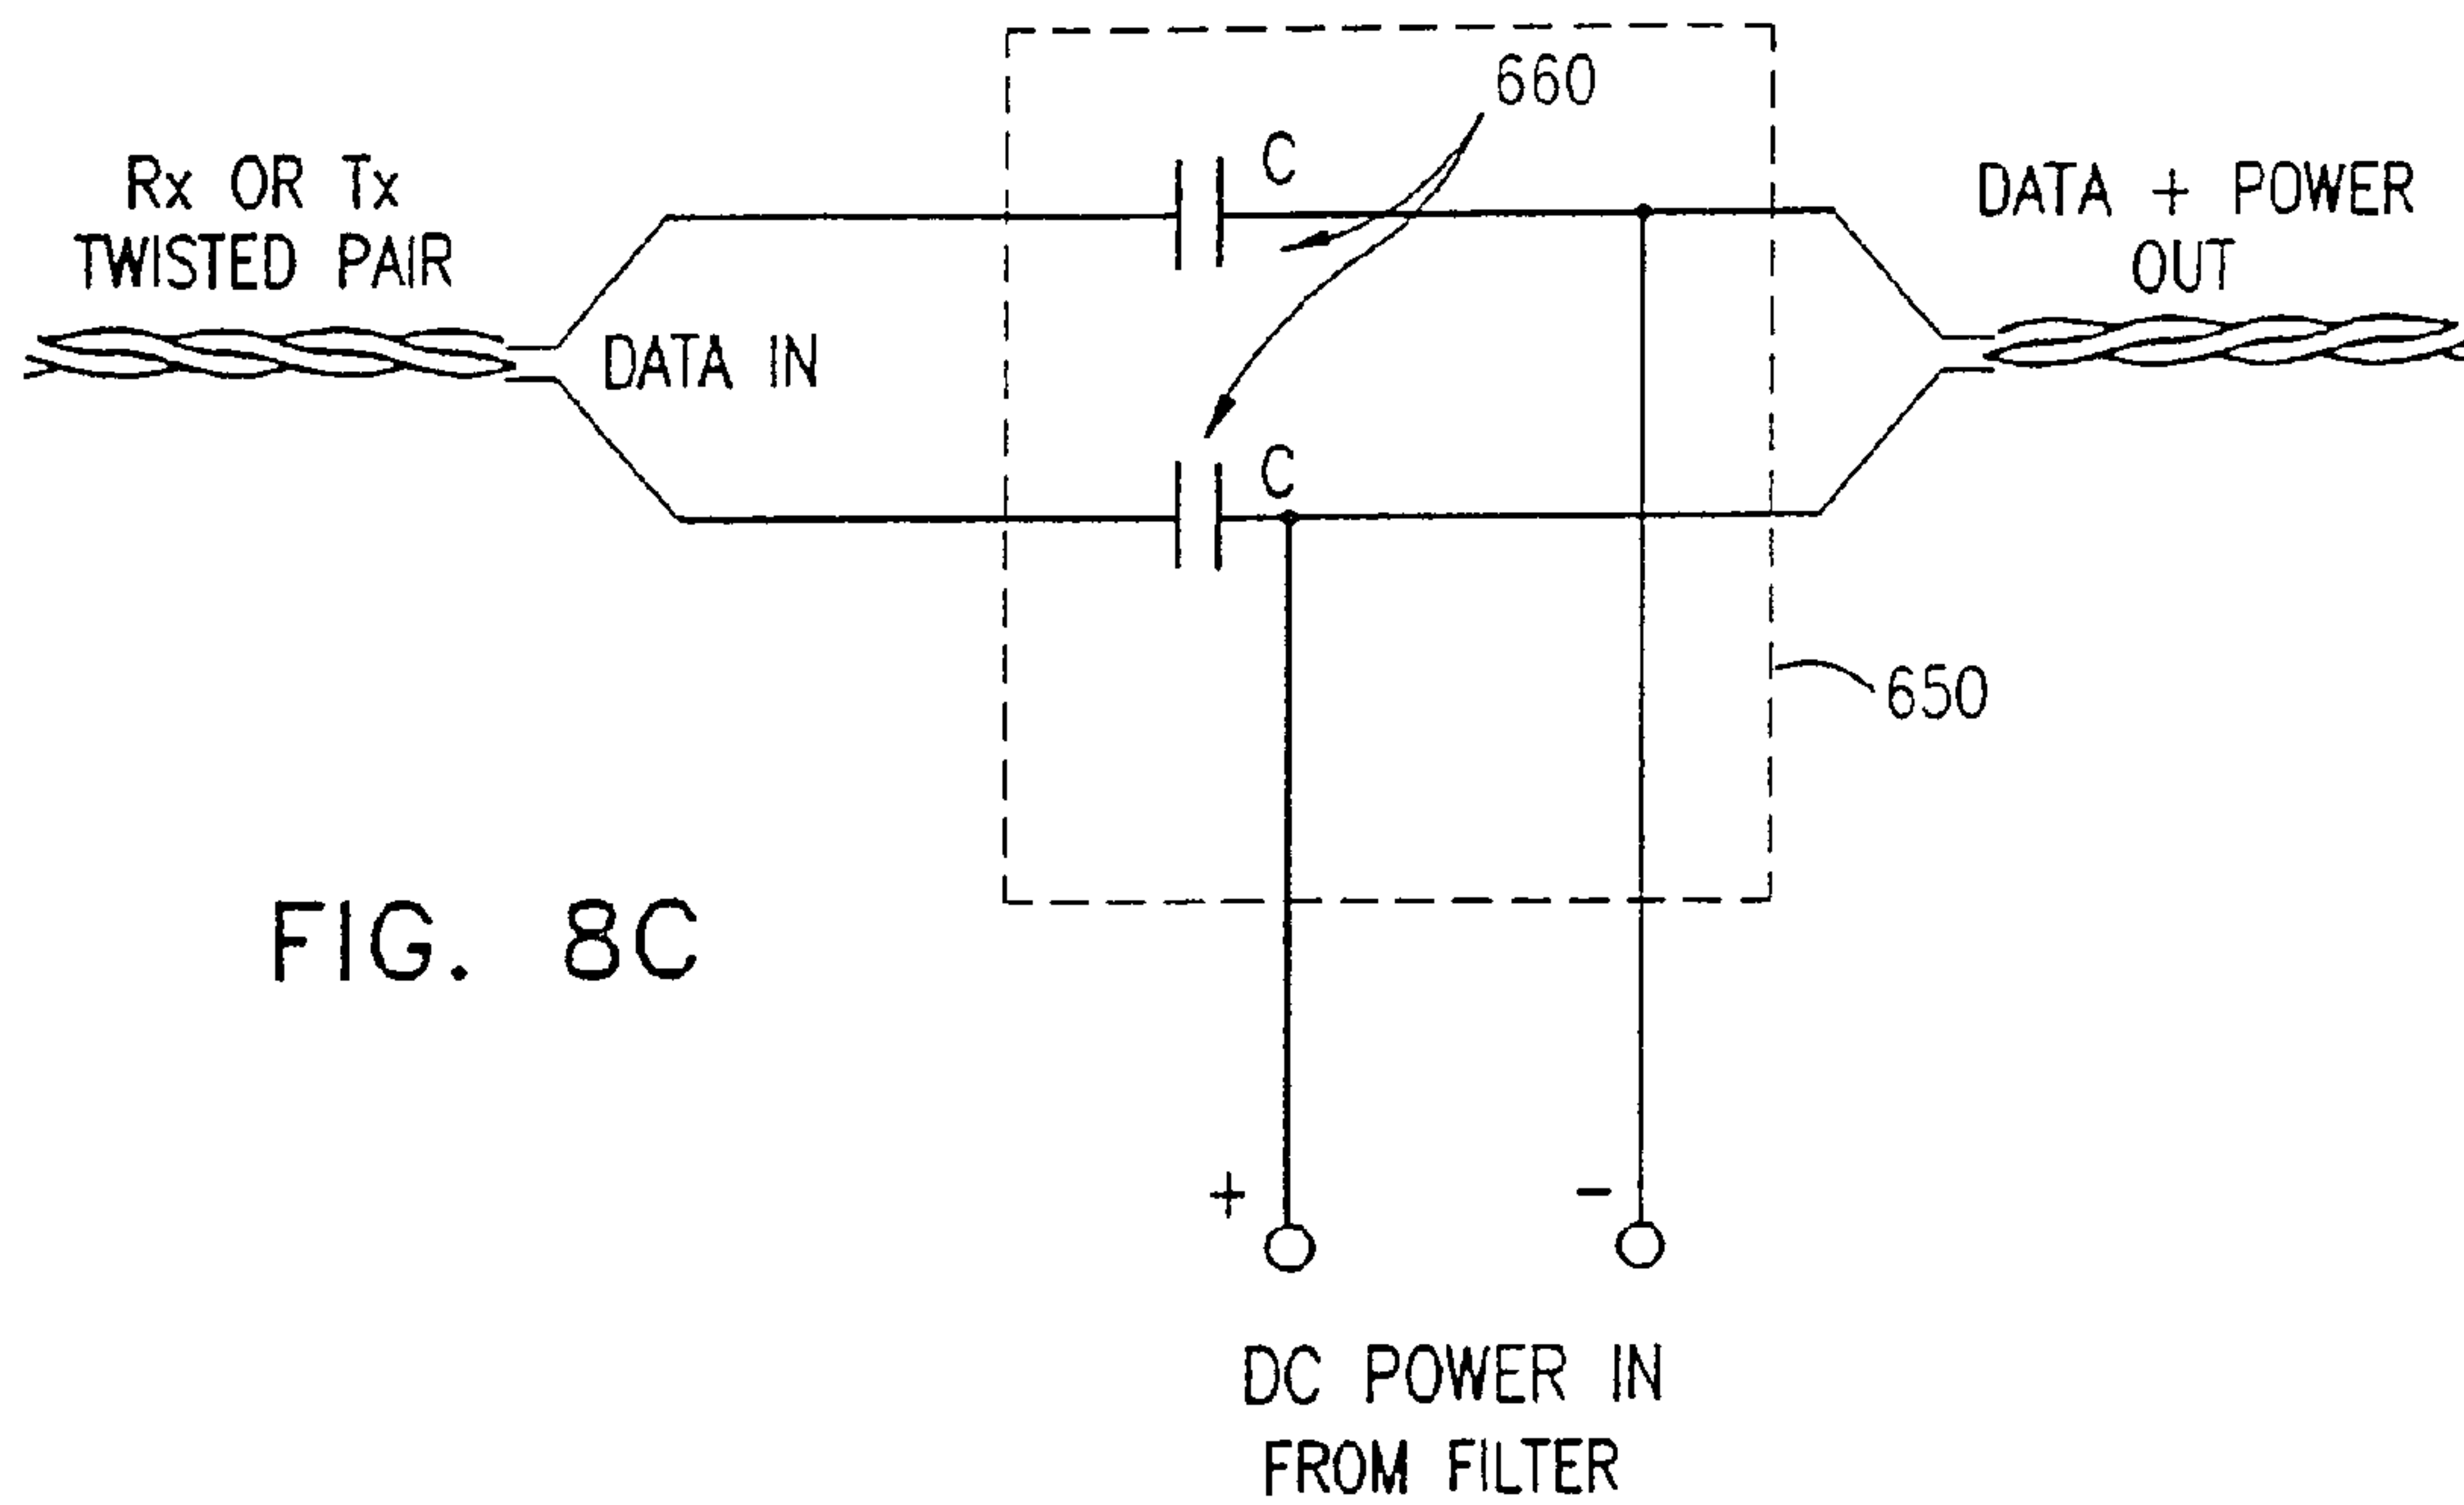 660
C
Rx OR Tx
TWISTED PAIR
DATA + POWER
OUT
DATA IN
C
650
FIG. 8C
+ -
DC POWER IN
FROM FILTER